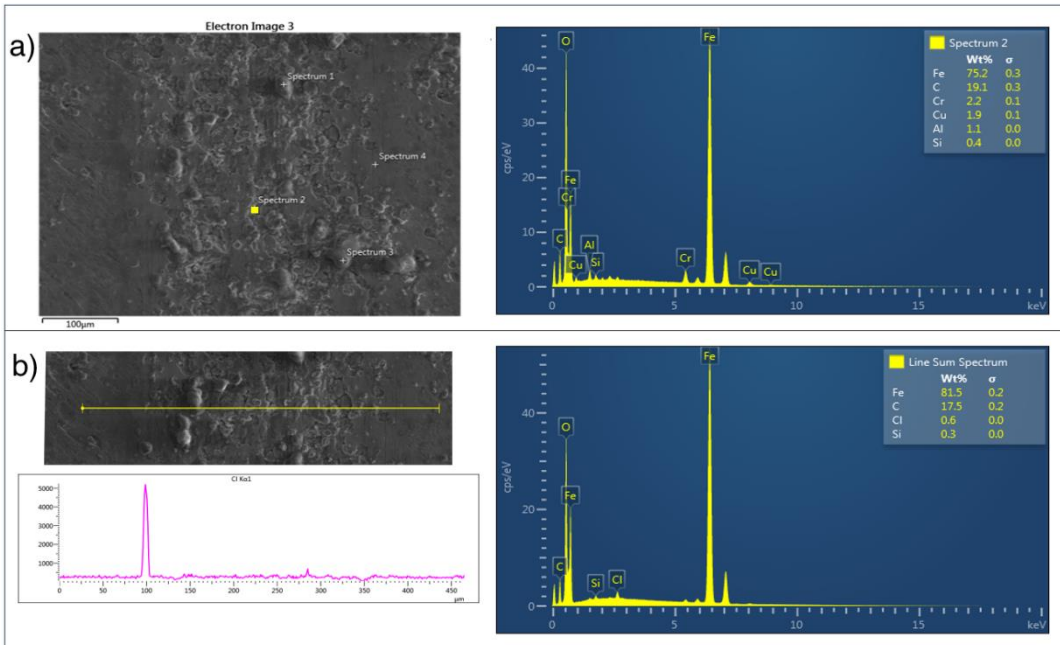 a)
Electron Image 3
Spectrum 1
Spectrum 4
Spectrum 2
Spectrum 3
100μm
cps/eV
40
30
20
10
0
O
Fe
Fe
Cr
C
Cu
Al
Si
Cr
Cu
Cu
0 5 10 15 keV
Spectrum 2
Wt% σ
Fe 75.2 0.3
C 19.1 0.3
Cr 2.2 0.1
Cu 1.9 0.1
Al 1.1 0.0
Si 0.4 0.0
b)
Cl Kα1
5000
4000
3000
2000
1000
0 50 100 150 200 250 300 350 400 450
μm
cps/eV
40
20
0
Fe
O
Fe
C
Si
Cl
0 5 10 15 keV
Line Sum Spectrum
Wt% σ
Fe 81.5 0.2
C 17.5 0.2
Cl 0.6 0.0
Si 0.3 0.0